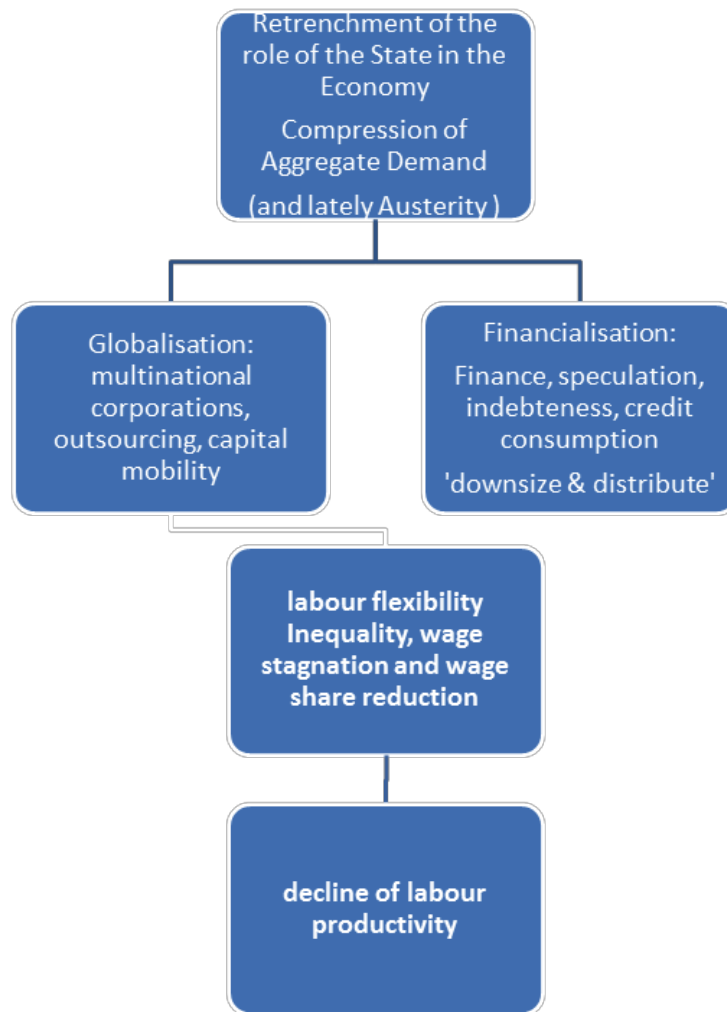 Retrenchment of the
role of the State in the
Economy
Compression of
Aggregate Demand
(and lately Austerity )
Globalisation:
multinational
corporations,
outsourcing, capital
mobility
Financialisation:
Finance, speculation,
indebteness, credit
consumption
'downsize & distribute'
labour flexibility
Inequality, wage
stagnation and wage
share reduction
decline of labour
productivity